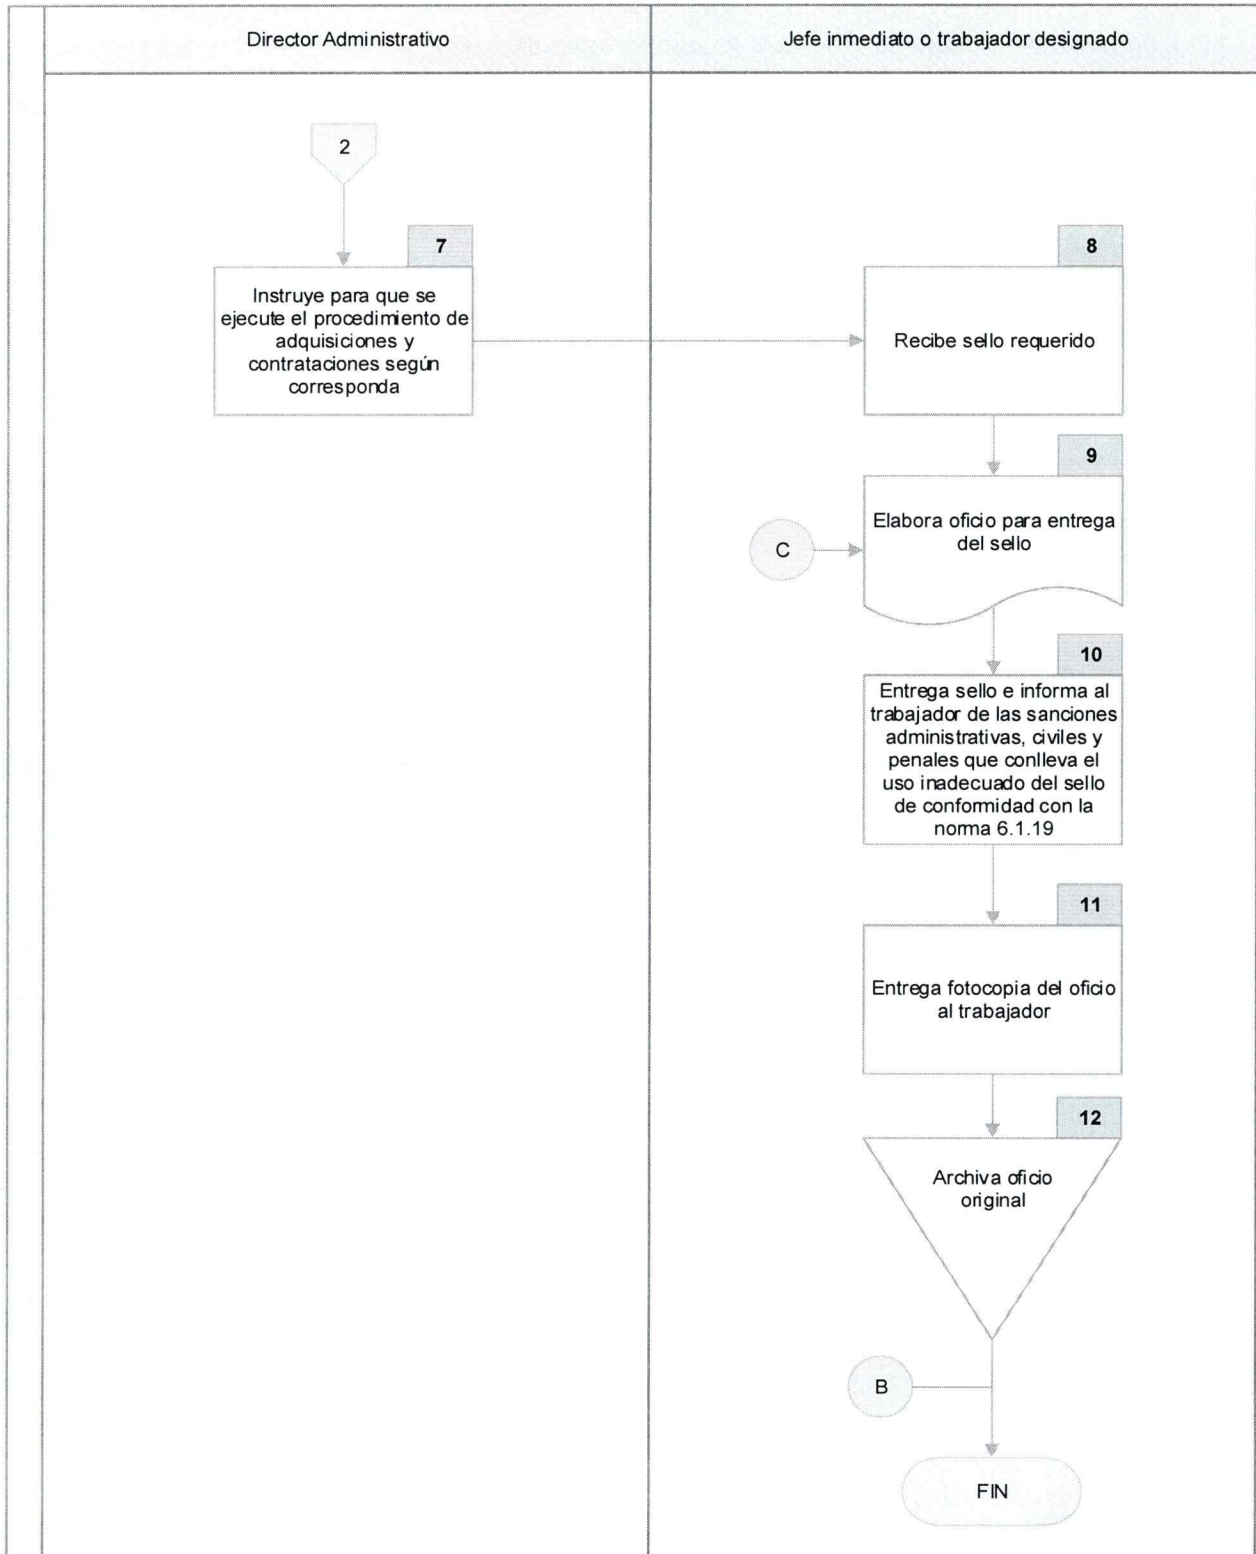 Director Administrativo
Jefe inmediato o trabajador designado
2
7
Instruye para que se
ejecute el procedimiento de
adquisiciones y
contrataciones según
corresponda
8
Recibe sello requerido
9
Elabora oficio para entrega
del sello
C
10
Entrega sello e informa al
trabajador de las sanciones
administrativas, civiles y
penales que conlleva el
uso inadecuado del sello
de conformidad con la
norma 6.1.19
11
Entrega fotocopia del oficio
al trabajador
12
Archiva oficio
original
B
FIN